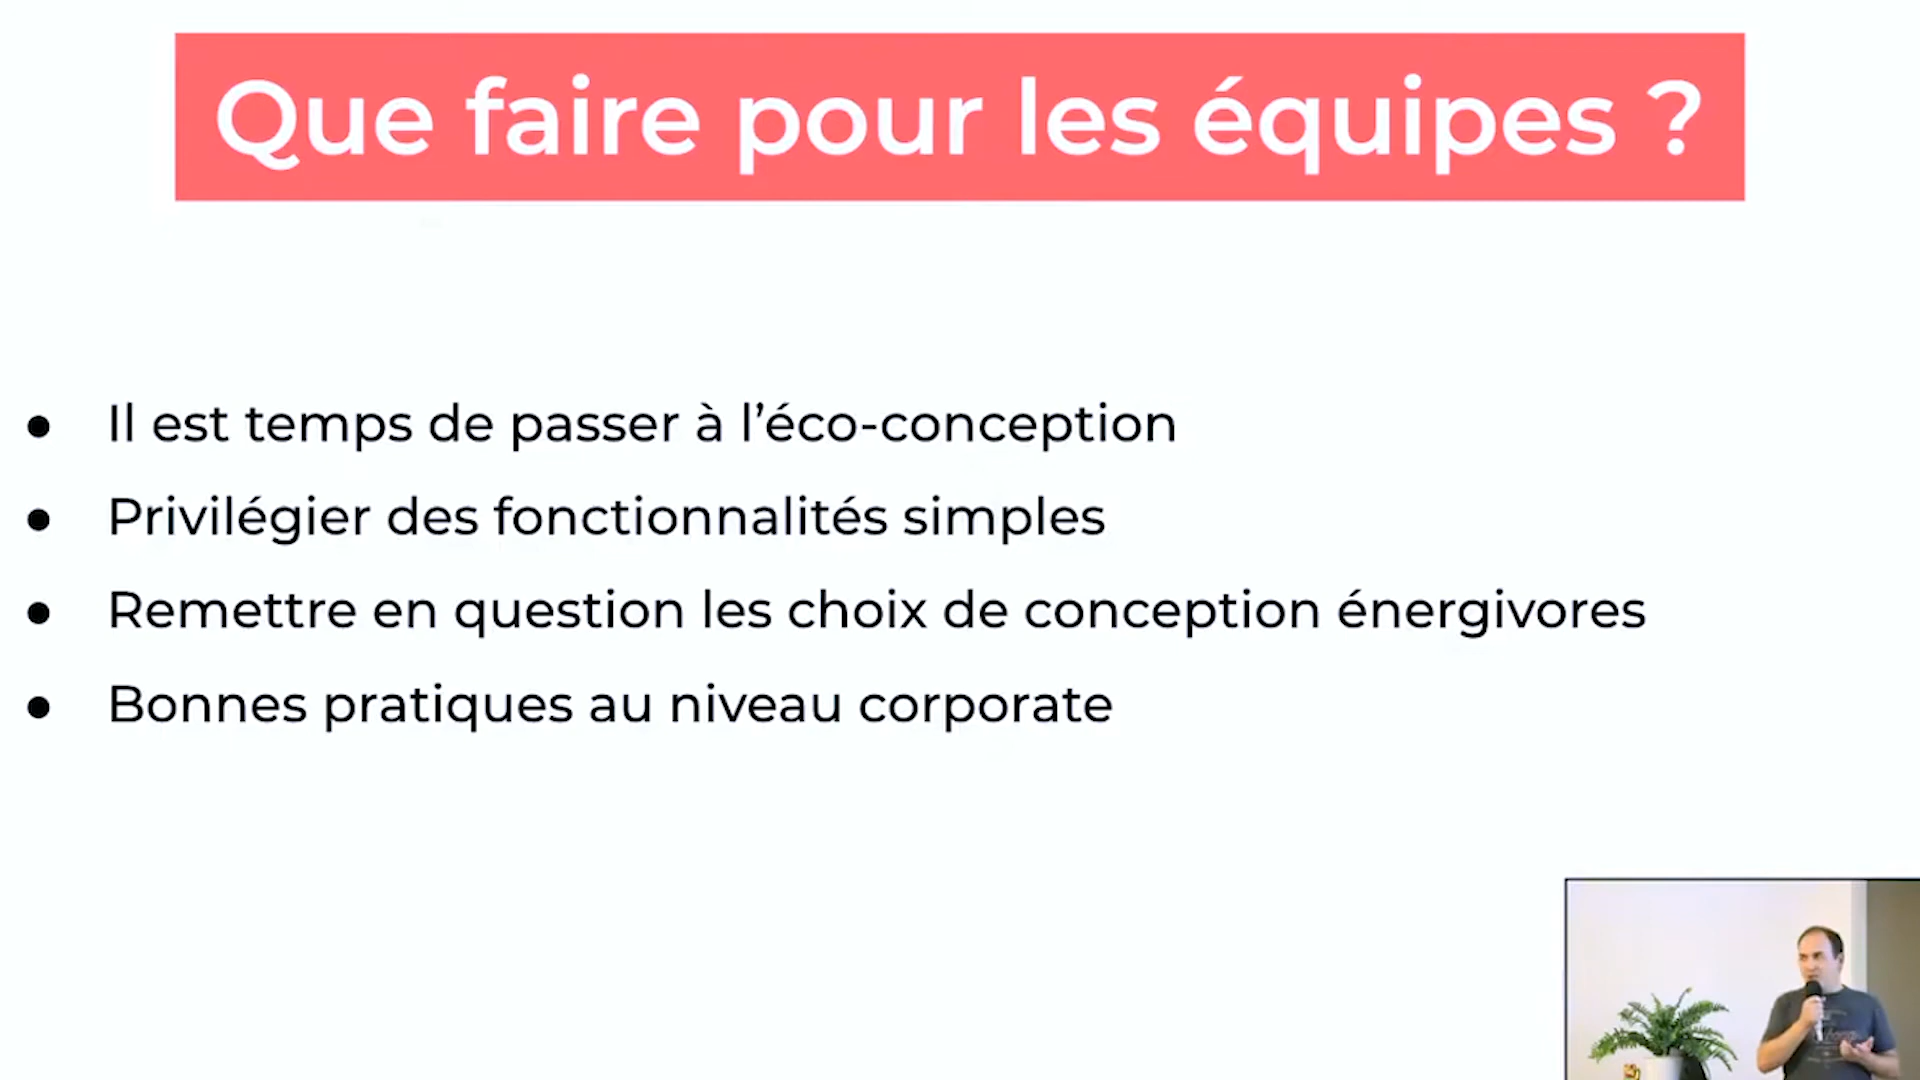 Que faire pour les équipes ?
● Il est temps de passer à l’éco-conception
● Privilégier des fonctionnalités simples
● Remettre en question les choix de conception énergivores
● Bonnes pratiques au niveau corporate